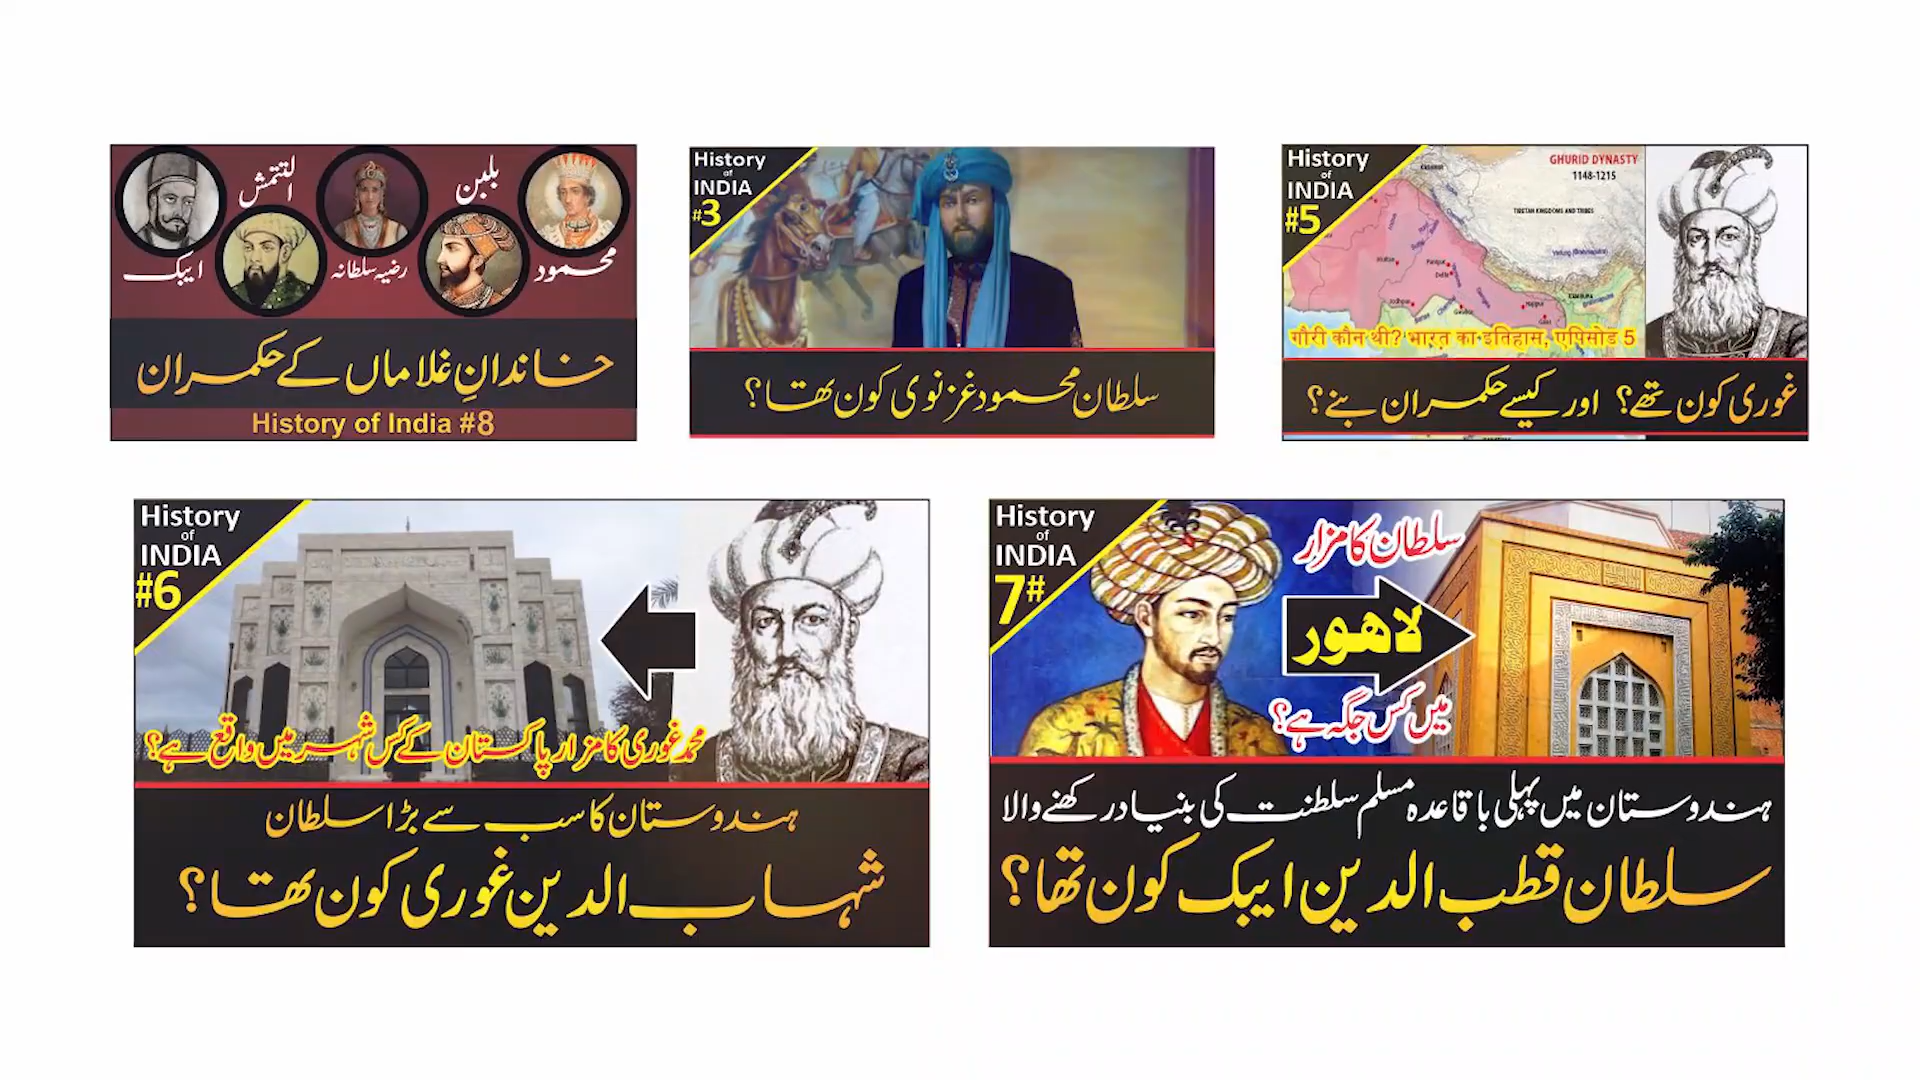 التتمش
بلبن
ایبک
رضیہ سلطانہ
محمود
خاندانِ غلاماں کے حکمران
History of India #8
History
of
INDIA
#3
سلطان محمود غزنوی کون تھا؟
History
of
INDIA
#5
GHURID DYNASTY
1148-1215
TIBETAN KINGDOMS AND TRIBES
गौरी कौन थी? भारत का इतिहास, एपिसोड 5
غوری کون تھے؟ اور کیسے حکمران بنے؟
History
of
INDIA
#6
محمد غوری کا مزار پاکستان کے کس شہر میں واقع ہے؟
ہندوستان کا سب سے بڑا سلطان
شہاب الدین غوری کون تھا؟
History
of
INDIA
7#
سلطان کا مزار
لاهور
میں کس جگہ ہے؟
ہندوستان میں پہلی باقاعدہ مسلم سلطنت کی بنیاد رکھنے والا
سلطان قطب الدین ایبک کون تھا؟